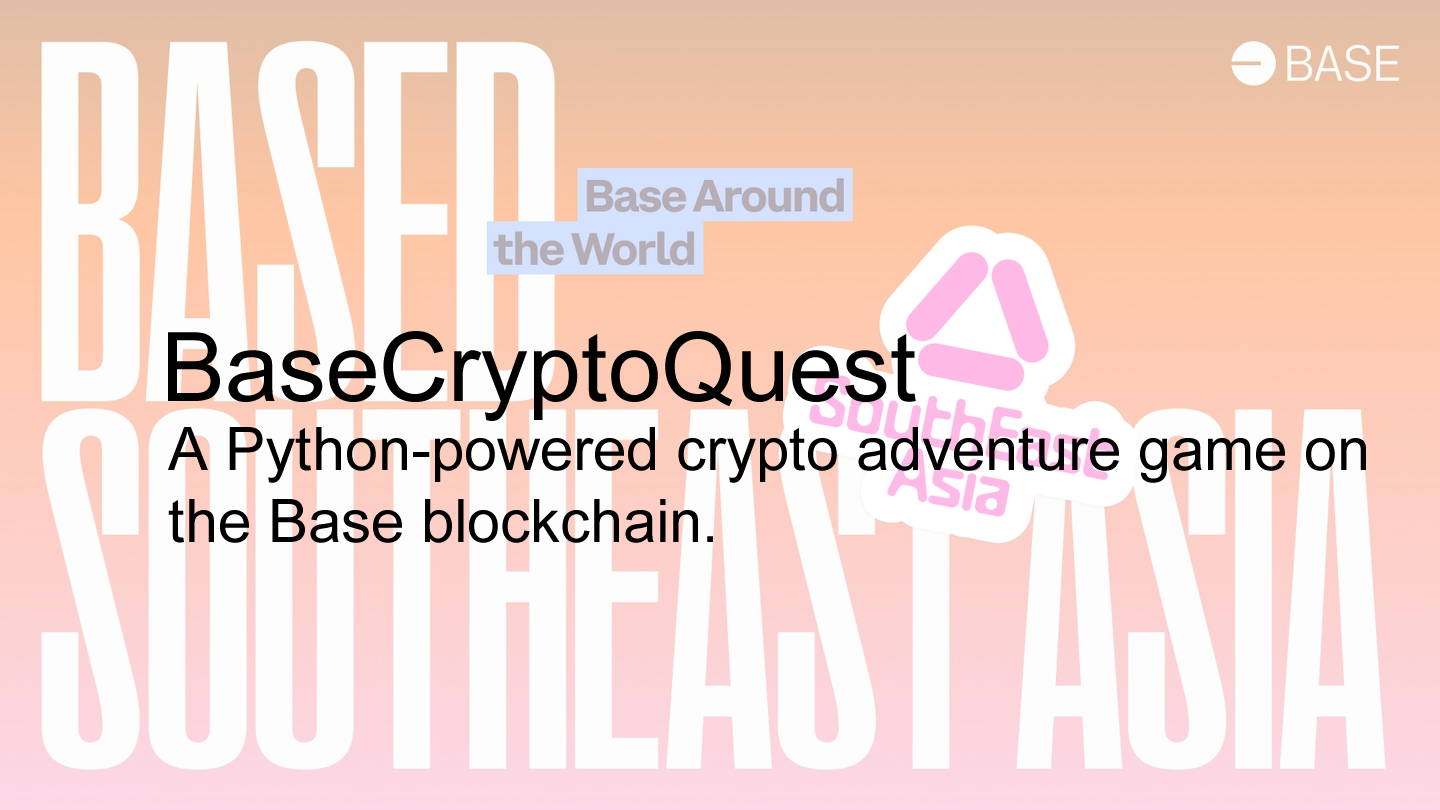 BASED
BASE
Base Around
the World
BaseCryptoQuest
SouthEast
Asia
A Python-powered crypto adventure game on
the Base blockchain.
SOUTHEAST ASIA